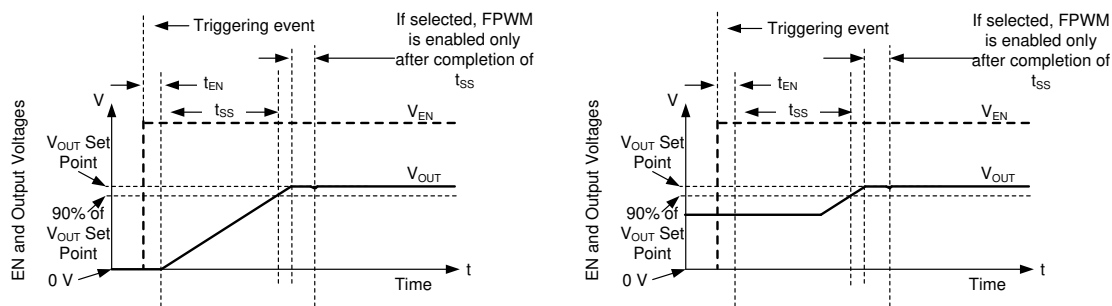 If selected, FPWM
is enabled only
after completion of
tSS
Triggering event
tEN
tSS
V
VEN
EN and Output Voltages
VOUT Set
Point
VOUT
90% of
VOUT Set
Point
0 V
t
Time
If selected, FPWM
is enabled only
after completion of
tSS
Triggering event
tEN
tSS
V
VEN
EN and Output Voltages
VOUT Set
Point
VOUT
90% of
VOUT Set
Point
0 V
t
Time